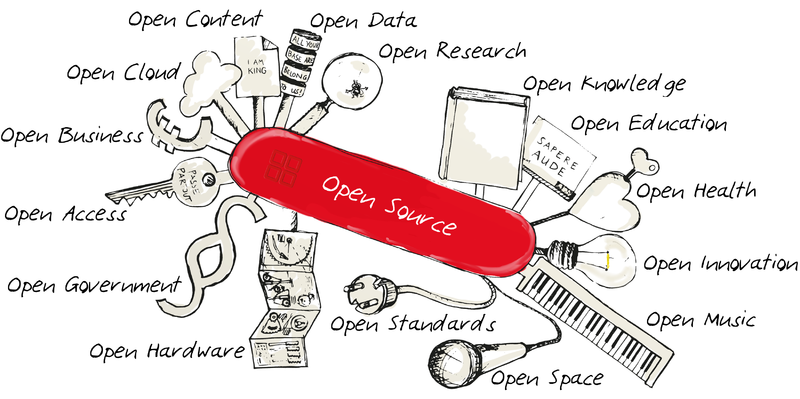 Open Content
Open Data
Open Research
Open Cloud
I AM
KING
ALL YOUR
BASE ARE
BELONG
TO US!
Open Knowledge
Open Education
SAPERE
AUDE
Open Business
PASSE
PARTOUT
Open Access
Open Source
Open Health
Open Innovation
Open Government
Open Standards
Open Music
Open Hardware
Open Space